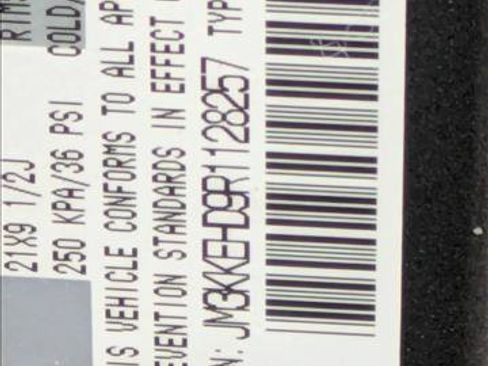 RIMS
21X9 1/2J
COLD/
250 KPA/36 PSI
IS VEHICLE CONFORMS TO ALL AP
EVENTION STANDARDS IN EFFECT
N: JM3KKEHD9R1128257 TYP